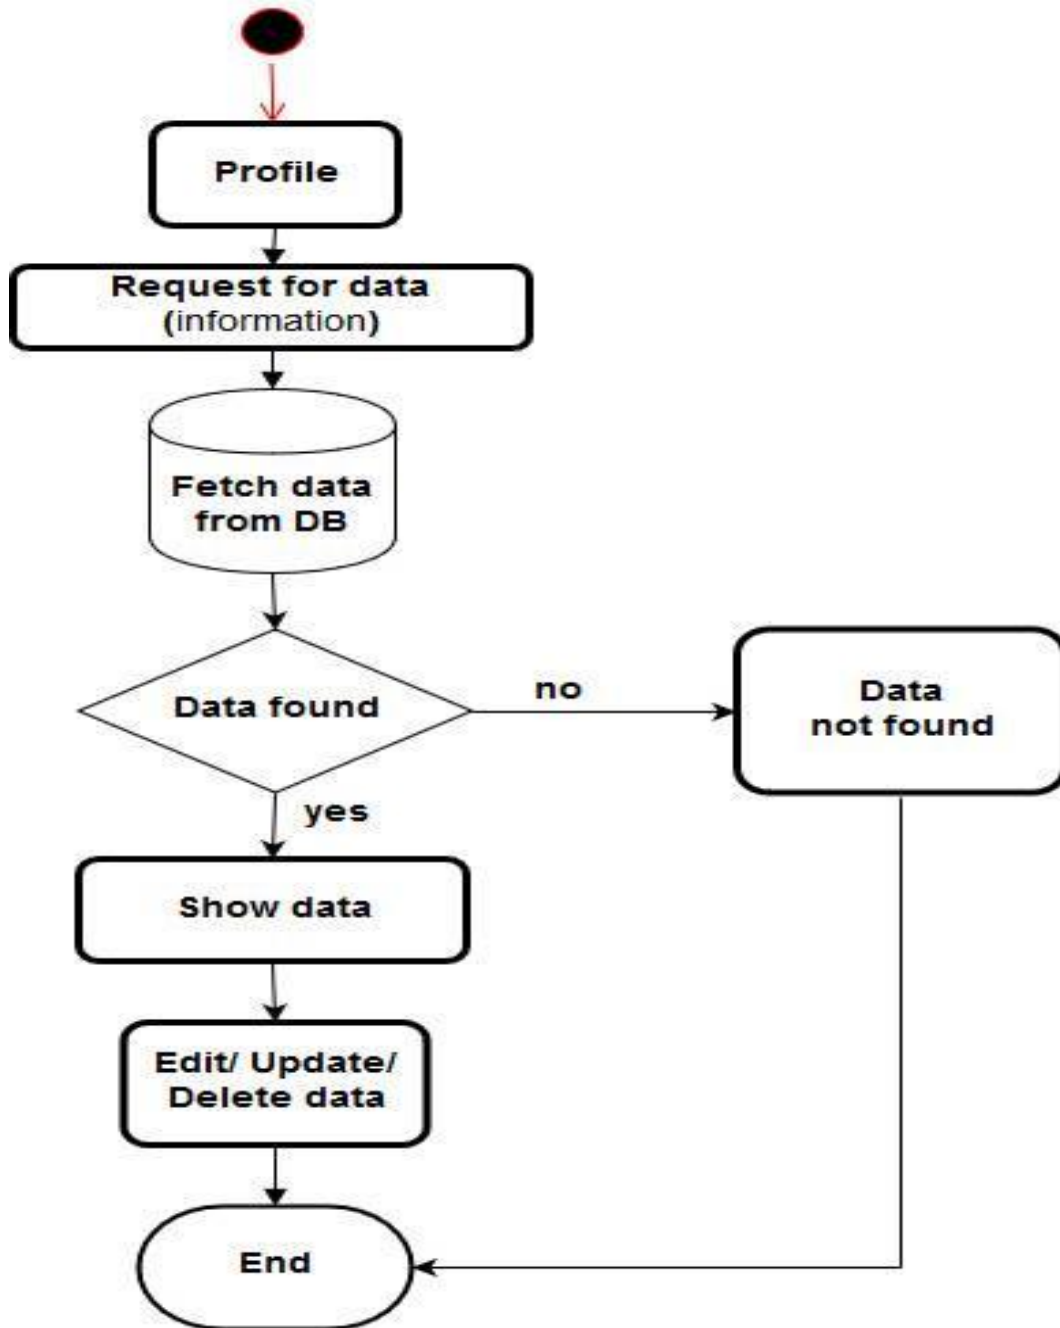 Profile
Request for data
(information)
Fetch data
from DB
Data found
no
Data
not found
yes
Show data
Edit/ Update/
Delete data
End